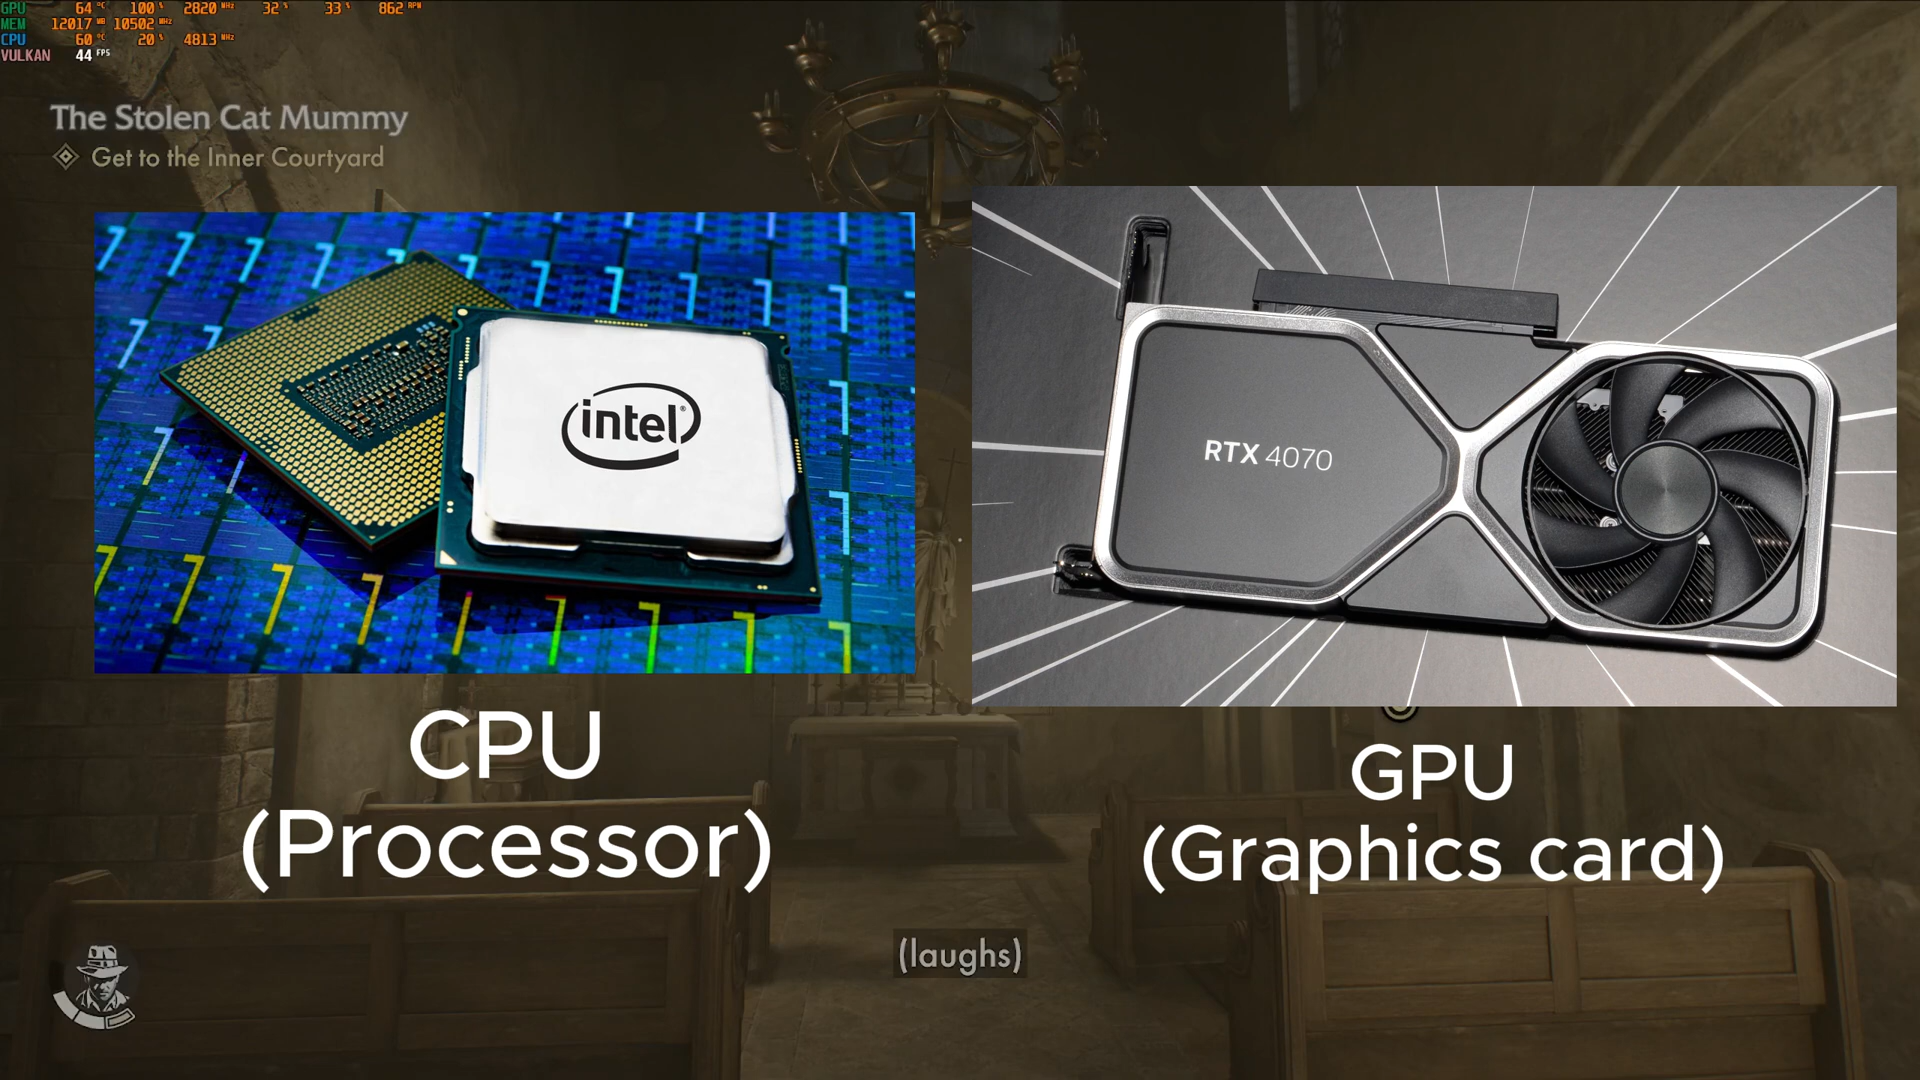 GPU 64 °C 100 % 2820 MHz 32 % 33 % 862 RPM
MEM 12017 MB 10502 MHz
CPU 60 °C 20 % 4813 MHz
VULKAN 44 FPS
The Stolen Cat Mummy
Get to the Inner Courtyard
intel®
RTX 4070
CPU
(Processor)
GPU
(Graphics card)
(laughs)